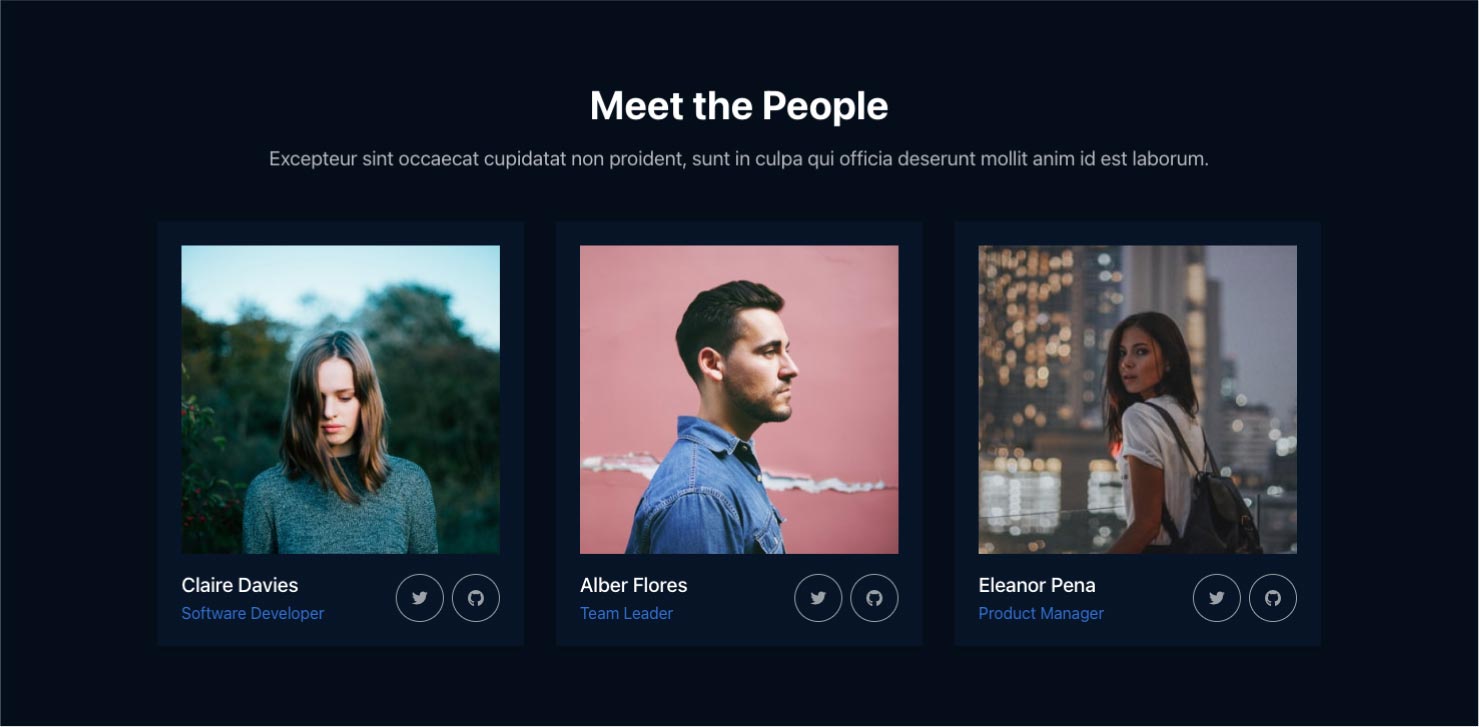 Meet the People
Excepteur sint occaecat cupidatat non proident, sunt in culpa qui officia deserunt mollit anim id est laborum.
Claire Davies
Software Developer
Alber Flores
Team Leader
Eleanor Pena
Product Manager